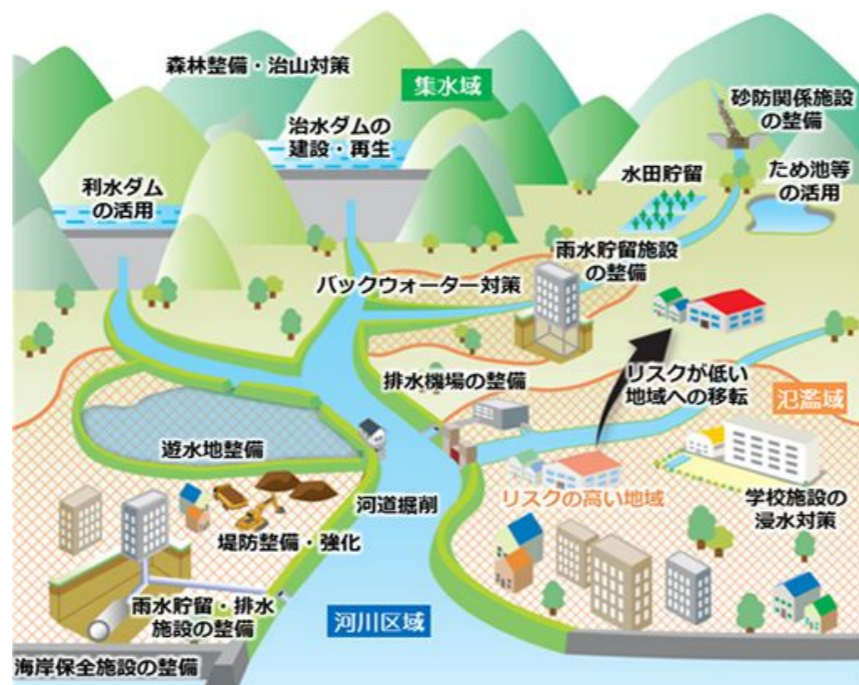 森林整備・治山対策
集水域
砂防関係施設
の整備
治水ダムの
建設・再生
水田貯留
ため池等
の活用
利水ダム
の活用
雨水貯留施設
の整備
バックウォーター対策
排水機場の整備
リスクが低い
地域への移転
氾濫域
遊水地整備
河道掘削
リスクの高い地域
学校施設の
浸水対策
堤防整備・強化
雨水貯留・排水
施設の整備
河川区域
海岸保全施設の整備